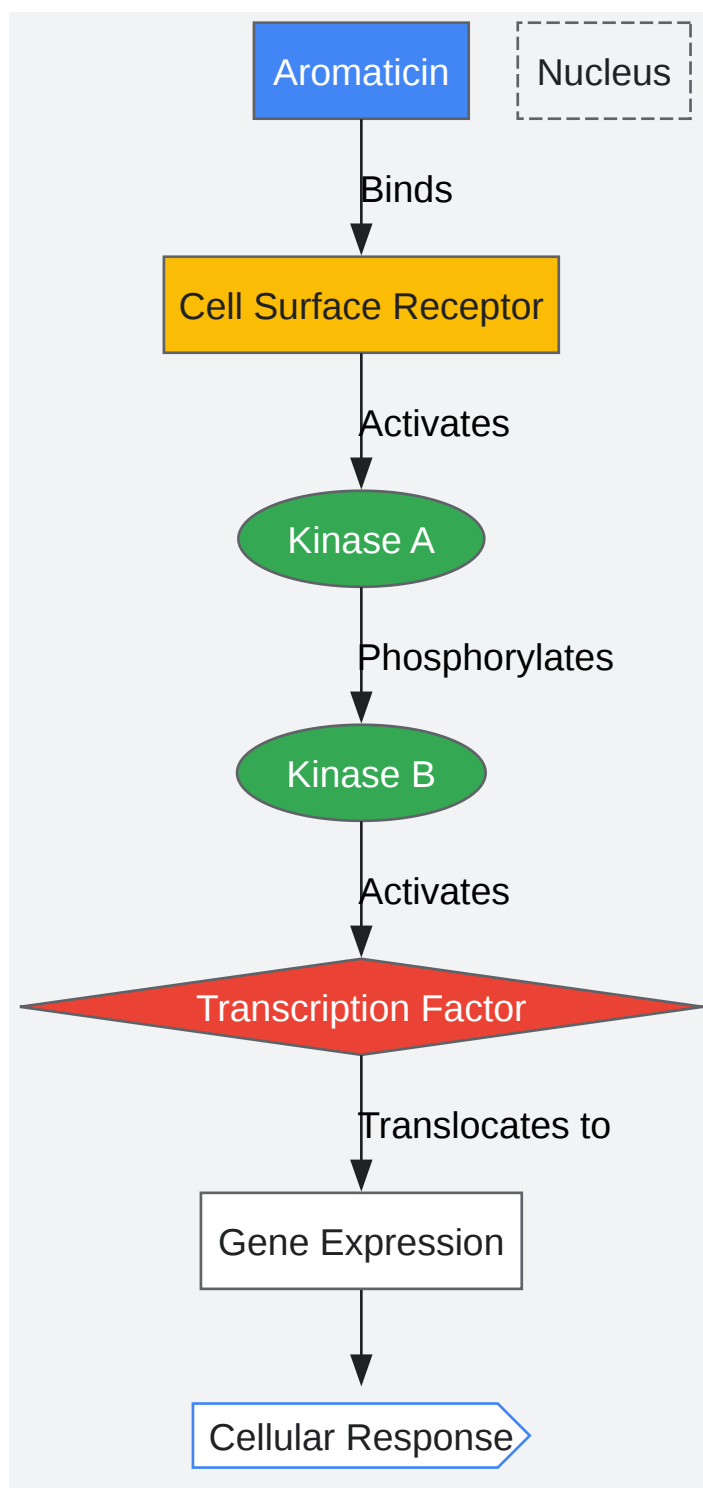 Aromaticin
Nucleus
Binds
Cell Surface Receptor
Activates
Kinase A
Phosphorylates
Kinase B
Activates
Transcription Factor
Translocates to
Gene Expression
Cellular Response